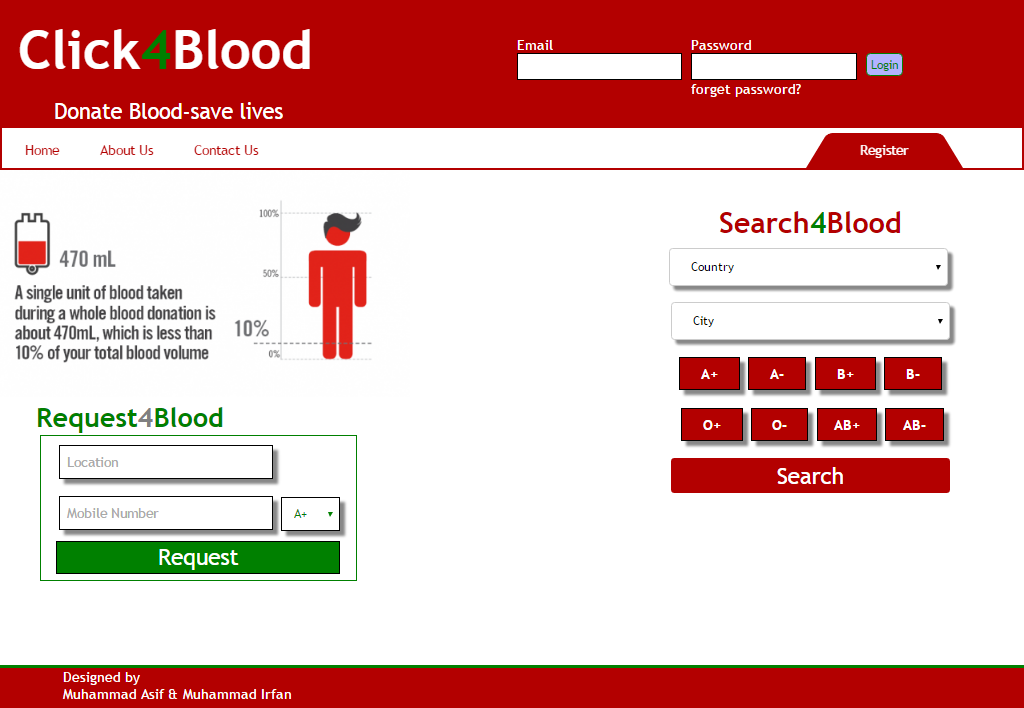 Click4Blood
Donate Blood-save lives
Email
Password
Login
forget password?
Home
About Us
Contact Us
Register
470 mL
A single unit of blood taken
during a whole blood donation is
about 470mL, which is less than
10% of your total blood volume
100%
50%
10%
0%
Search4Blood
Country
City
A+ A- B+ B-
O+ O- AB+ AB-
Search
Request4Blood
Location
Mobile Number
A+
Request
Designed by
Muhammad Asif & Muhammad Irfan